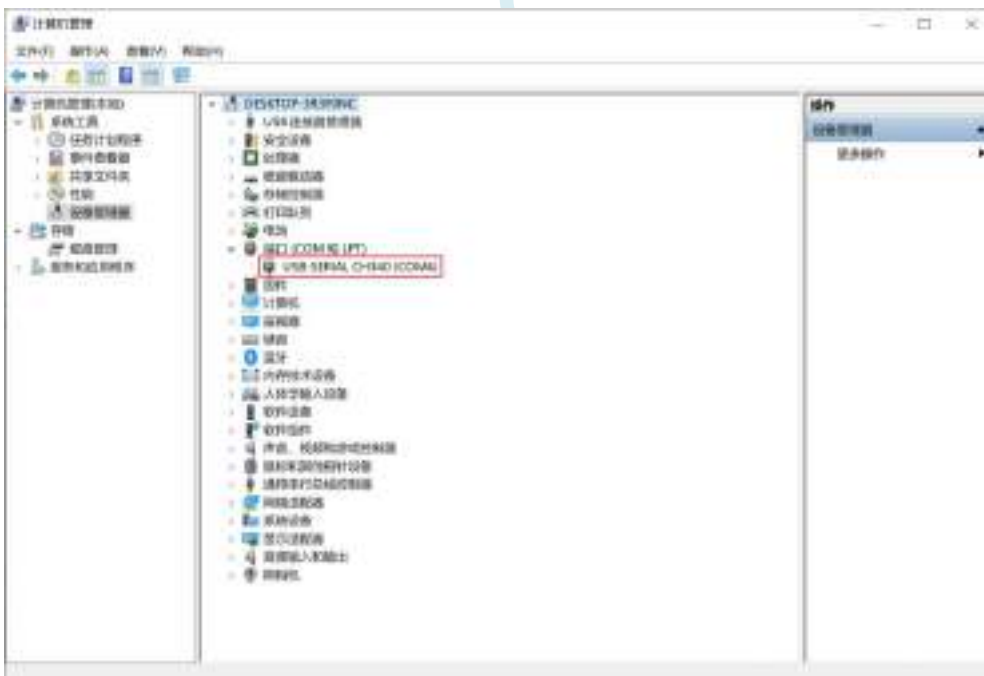 计算机管理
文件(F) 操作(A) 查看(V) 帮助(H)
计算机管理(本地)
系统工具
任务计划程序
事件查看器
共享文件夹
性能
设备管理器
存储
磁盘管理
服务和应用程序
USB 连接器管理器
安全设备
处理器
磁盘驱动器
存储控制器
打印队列
电池
端口 (COM 和 LPT)
USB-SERIAL CH340
固件
计算机
监视器
键盘
蓝牙
内存技术设备
人体学输入设备
软件设备
软件组件
声音、视频和游戏控制器
鼠标和其他指针设备
通用串行总线控制器
网络适配器
系统设备
显示适配器
音频输入和输出
照相机
操作
设备管理器
更多操作